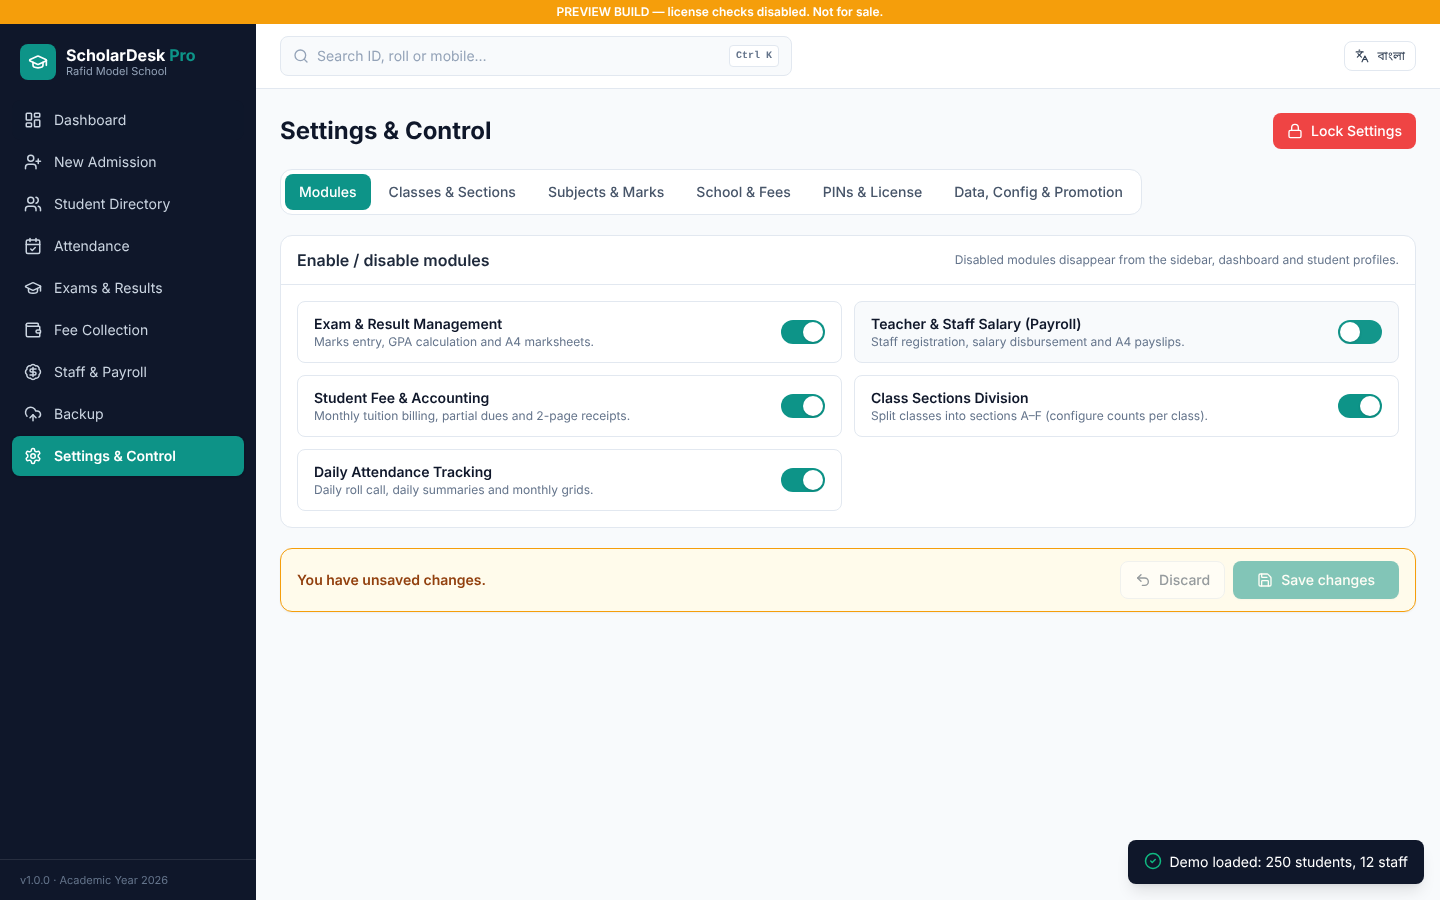 PREVIEW BUILD — license checks disabled. Not for sale.
ScholarDesk Pro
Rafid Model School
Search ID, roll or mobile...
Ctrl K
বাংলা
Dashboard
New Admission
Student Directory
Attendance
Exams & Results
Fee Collection
Staff & Payroll
Backup
Settings & Control
v1.0.0 · Academic Year 2026
Settings & Control
Lock Settings
Modules
Classes & Sections
Subjects & Marks
School & Fees
PINs & License
Data, Config & Promotion
Enable / disable modules
Disabled modules disappear from the sidebar, dashboard and student profiles.
Exam & Result Management
Marks entry, GPA calculation and A4 marksheets.
Teacher & Staff Salary (Payroll)
Staff registration, salary disbursement and A4 payslips.
Student Fee & Accounting
Monthly tuition billing, partial dues and 2-page receipts.
Class Sections Division
Split classes into sections A–F (configure counts per class).
Daily Attendance Tracking
Daily roll call, daily summaries and monthly grids.
You have unsaved changes.
Discard
Save changes
Demo loaded: 250 students, 12 staff